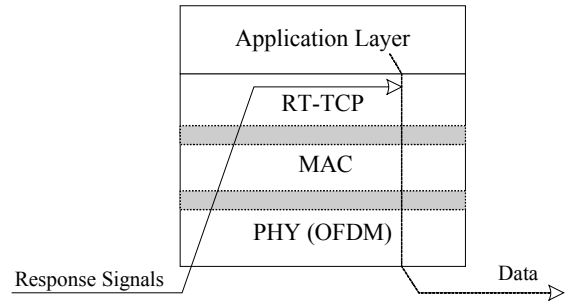 Application Layer
RT-TCP
MAC
PHY (OFDM)
Response Signals
Data